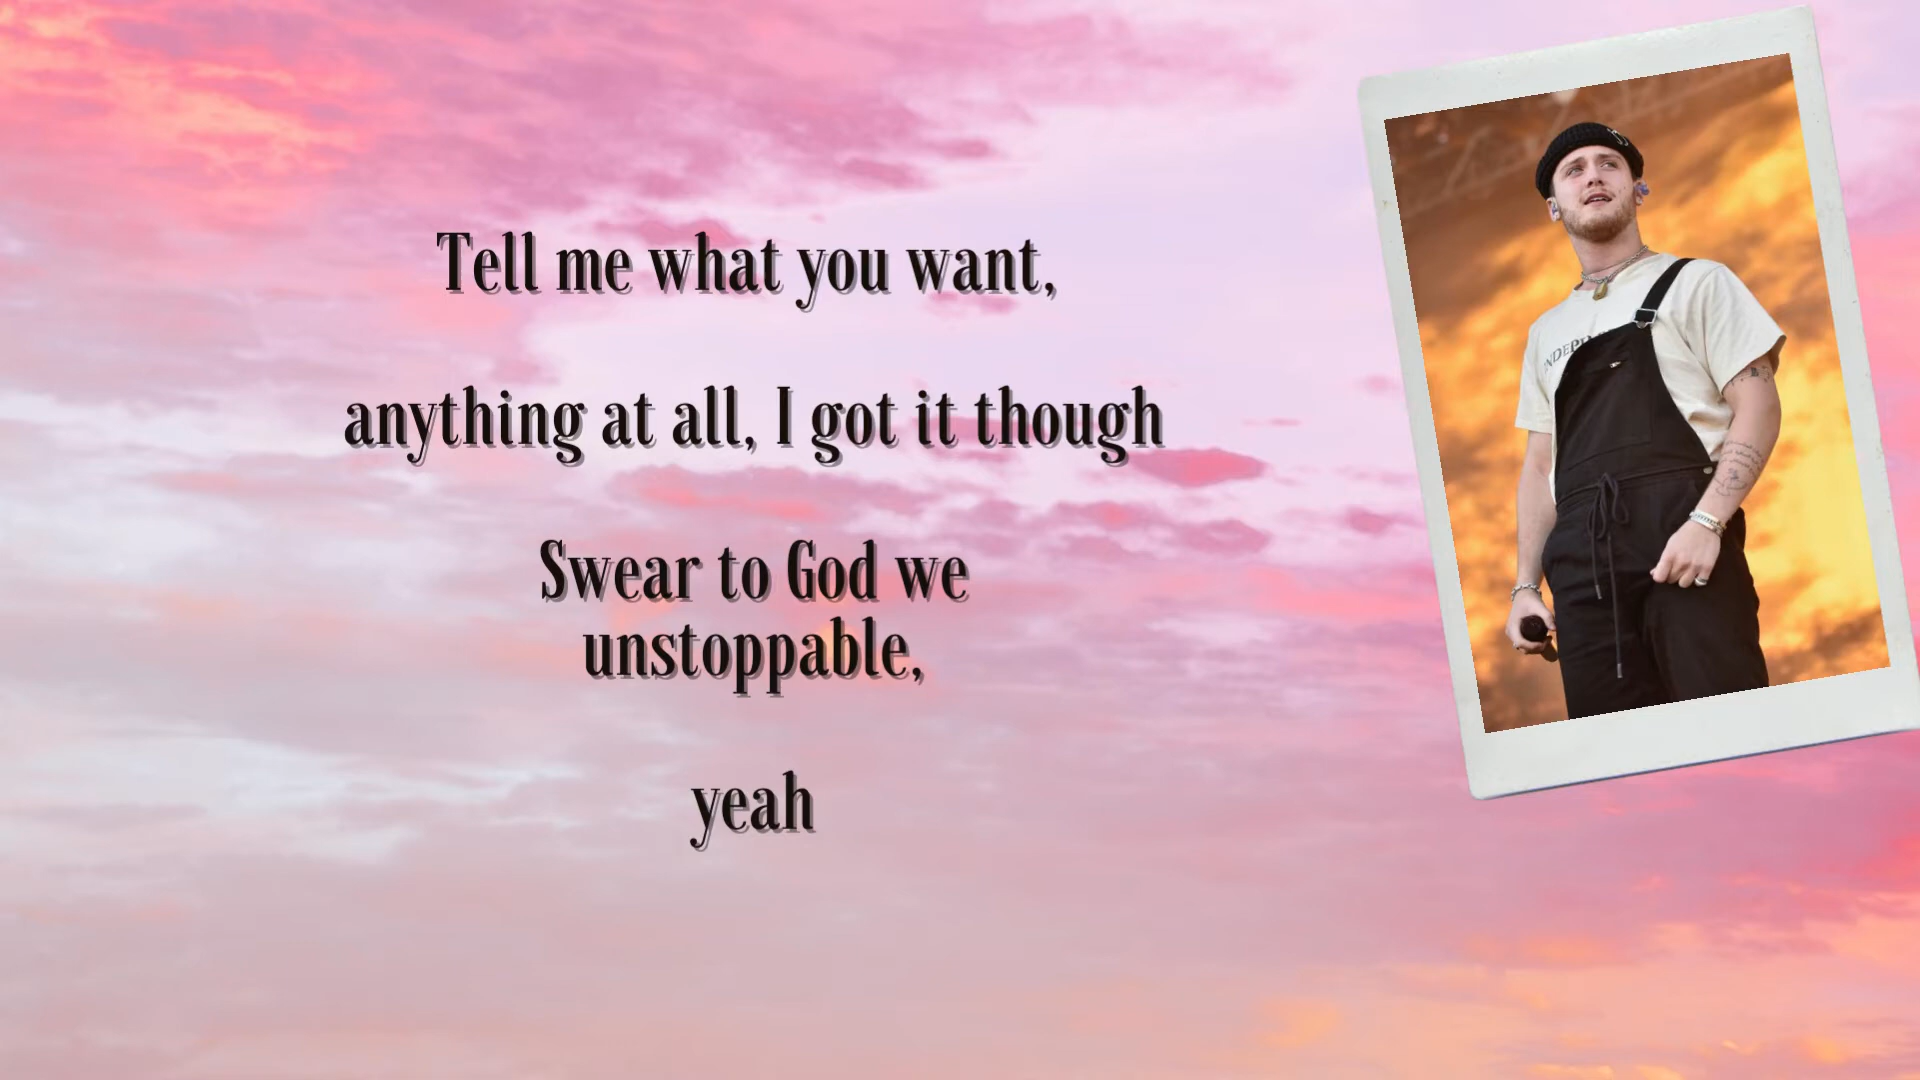 Tell me what you want,
anything at all, I got it though
Swear to God we
unstoppable,
yeah